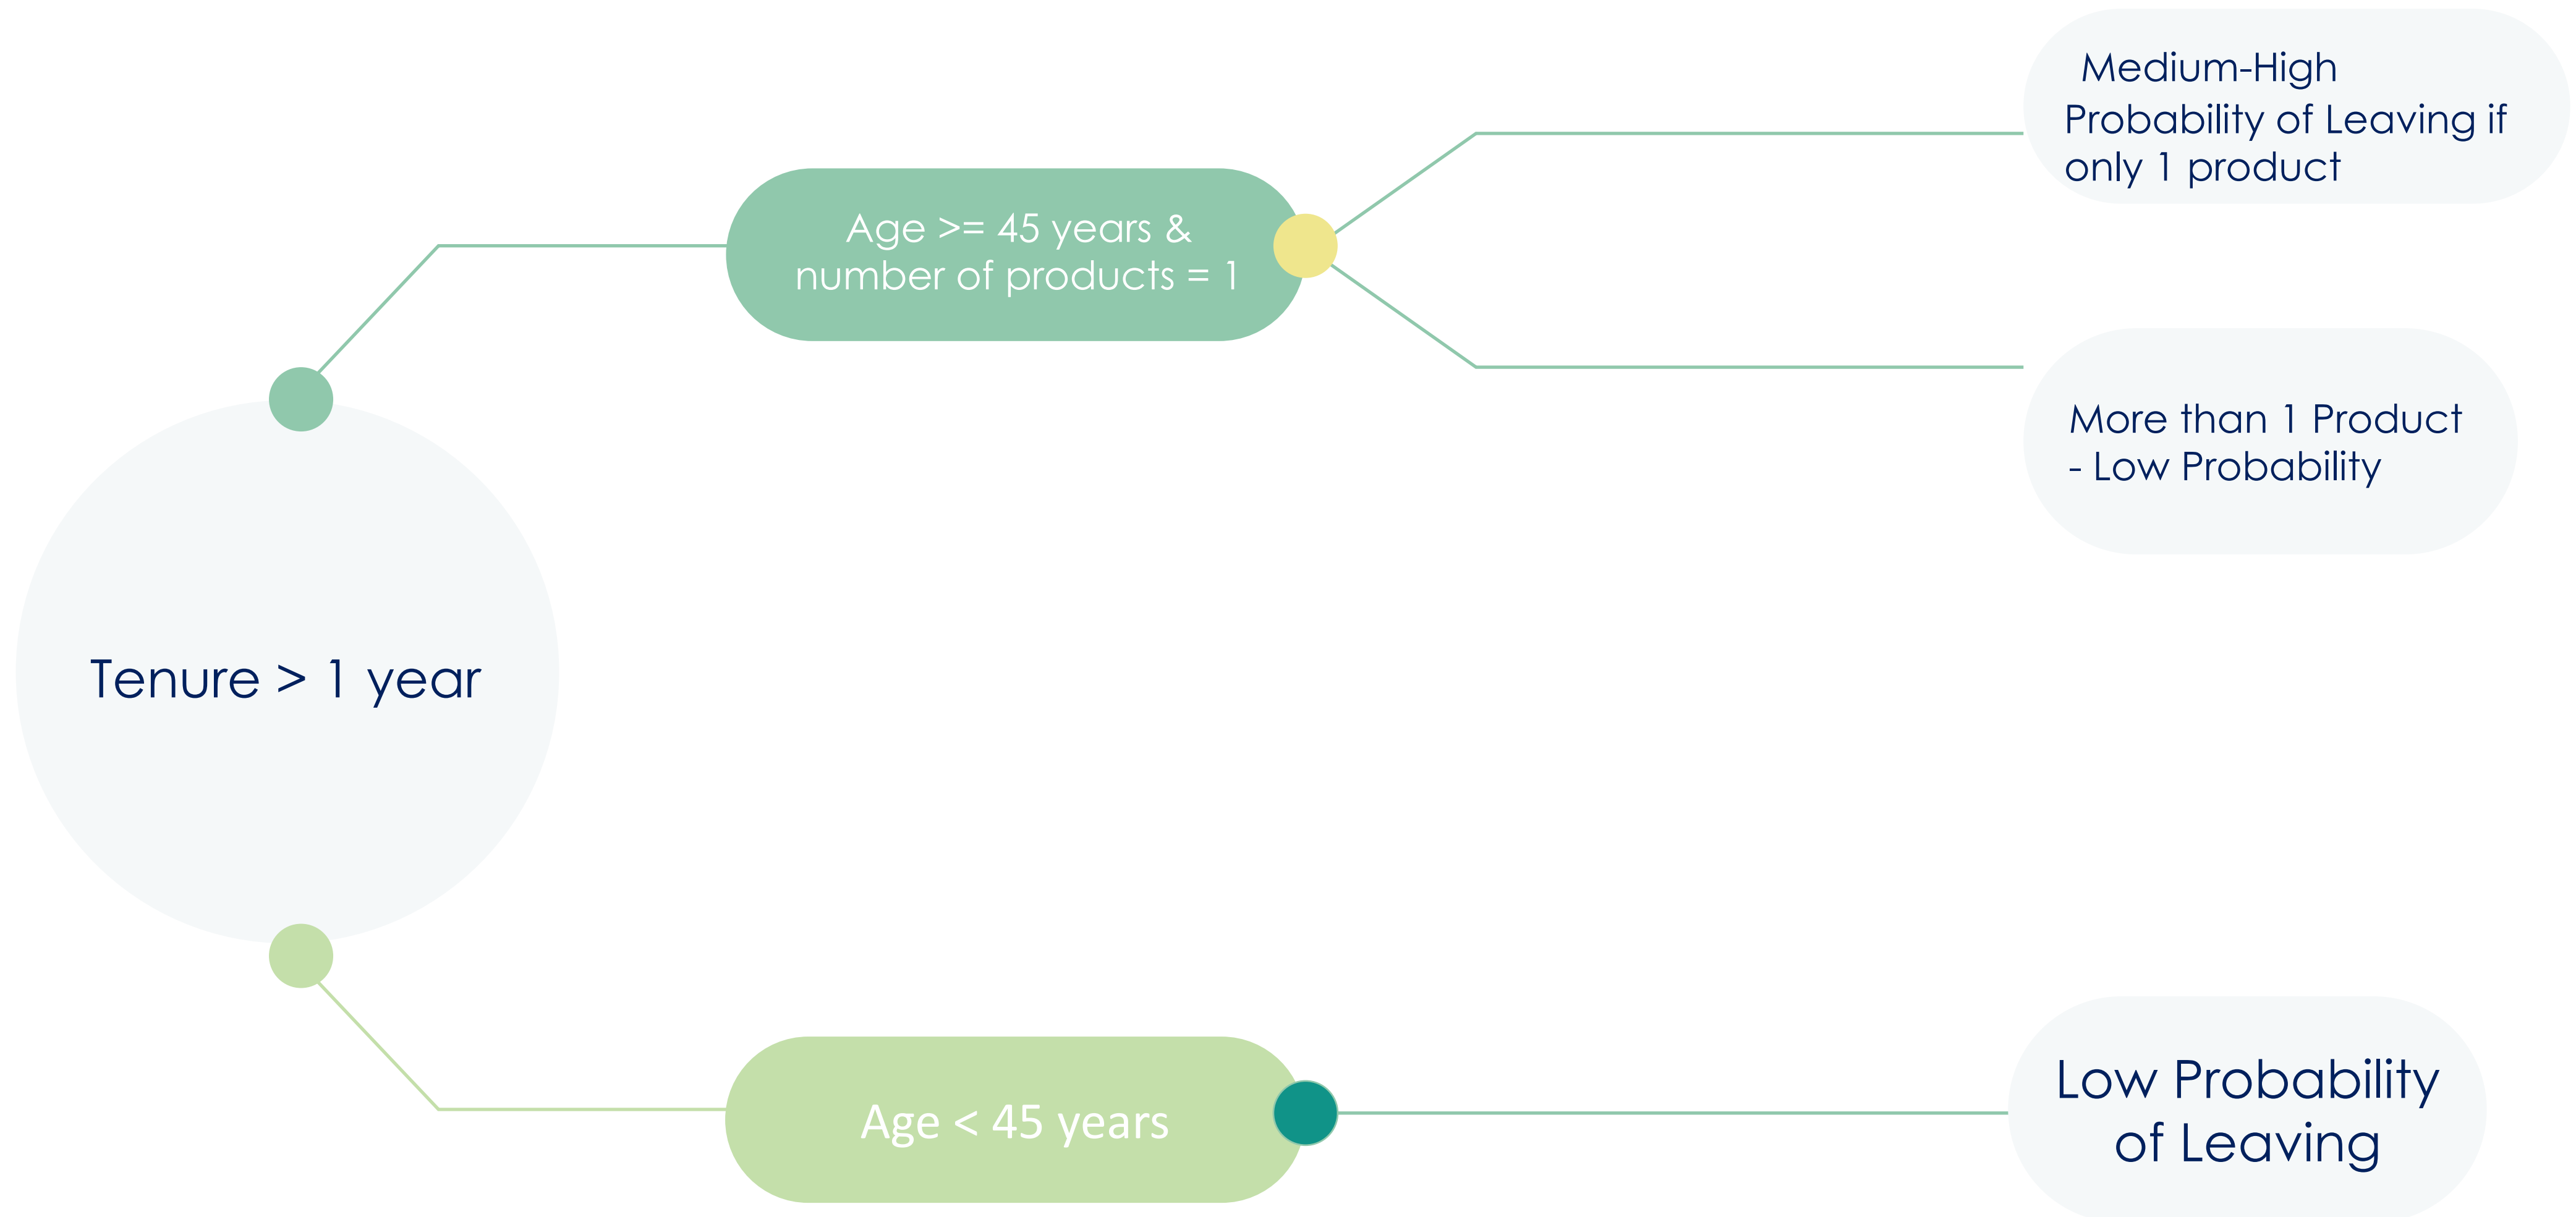 Medium-High
Probability of Leaving if
only 1 product
Age >= 45 years &
number of products = 1
More than 1 Product
- Low Probability
Tenure > 1 year
Age < 45 years
Low Probability
of Leaving